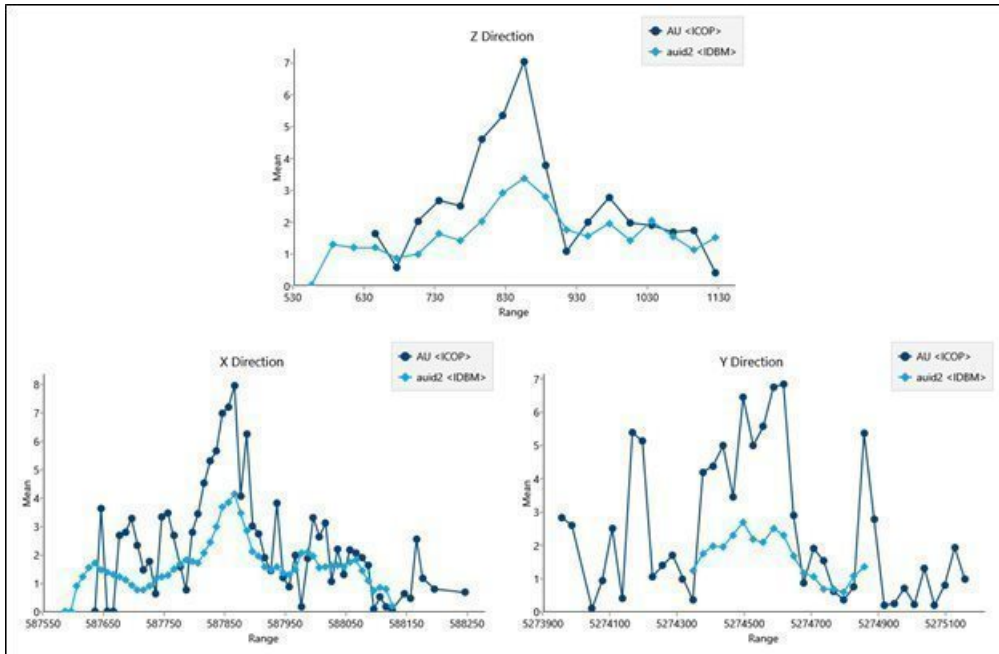 Z Direction
AU <ICOP>
auid2 <IDBM>
Mean
7
6
5
4
3
2
1
0
530 630 730 830 930 1030 1130
Range
X Direction
AU <ICOP>
auid2 <IDBM>
Mean
8
7
6
5
4
3
2
1
0
587550 587650 587750 587850 587950 588050 588150 588250
Range
Y Direction
AU <ICOP>
auid2 <IDBM>
Mean
7
6
5
4
3
2
1
0
5273900 5274100 5274300 5274500 5274700 5274900 5275100
Range